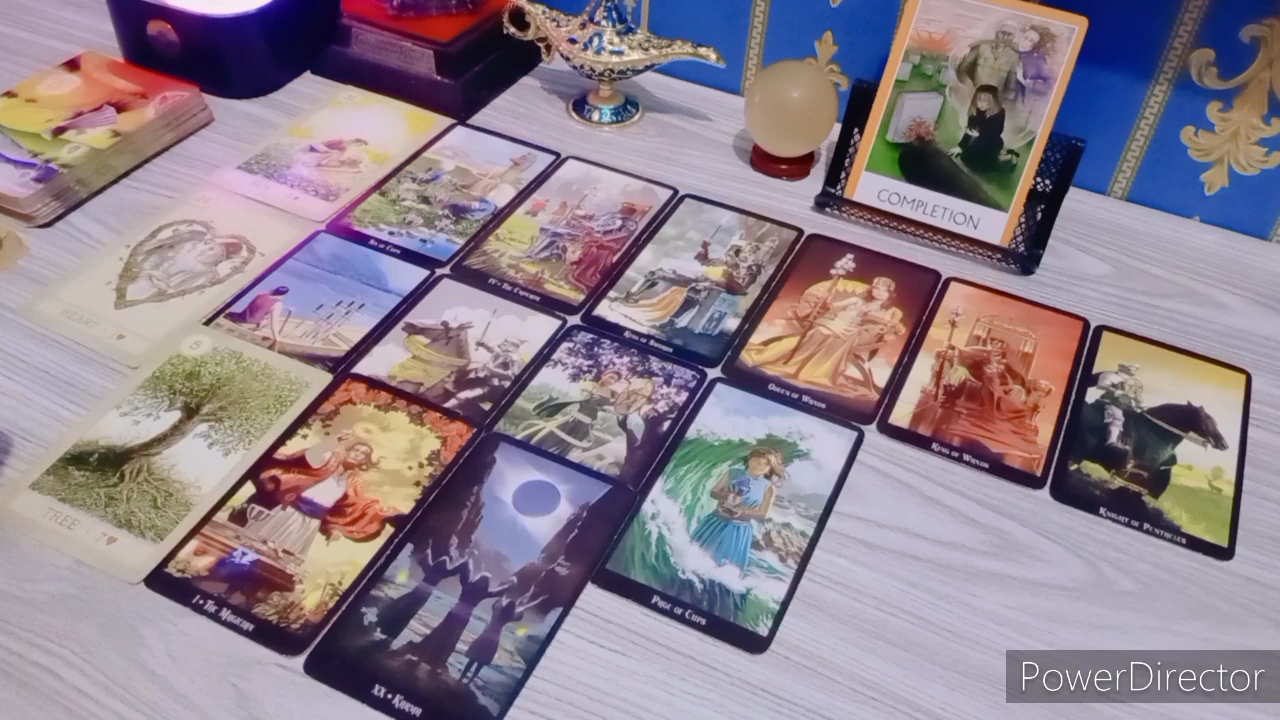 COMPLETION
SIX OF CUPS
IV • THE EMPEROR
KING OF SWORDS
QUEEN OF WANDS
KING OF WANDS
KNIGHT OF PENTACLES
HEART
5
TREE
I • THE MAGICIAN
XX • KARMA
PAGE OF CUPS
PowerDirector